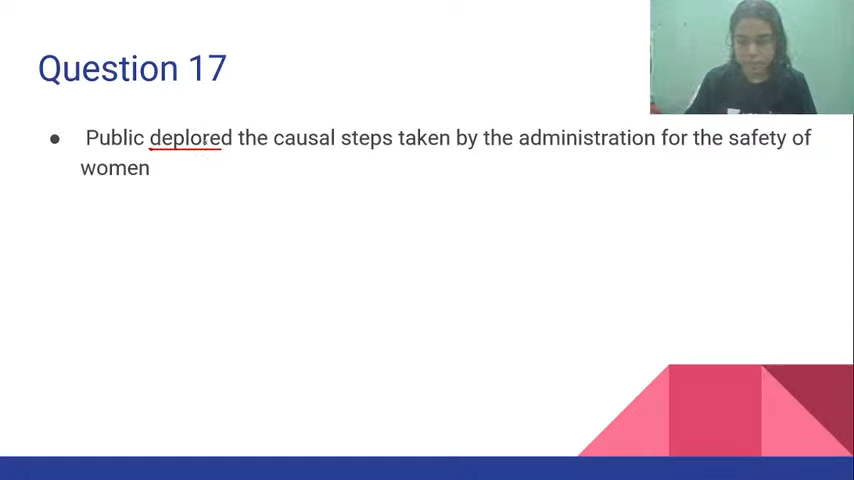 Question 17
● Public deplored the causal steps taken by the administration for the safety of
women